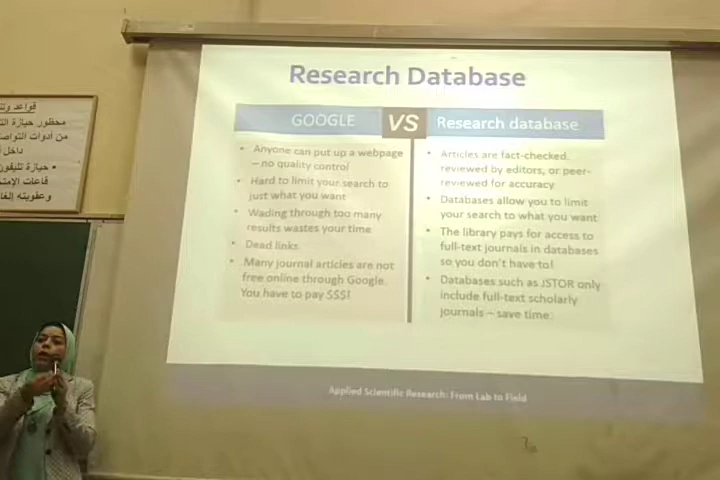 Research Database
GOOGLE VS Research database
• Anyone can put up a webpage
– no quality control
• Hard to limit your search to
just what you want
• Wading through too many
results wastes your time
• Dead links
• Many journal articles are not
free online through Google.
You have to pay $$$!
• Articles are fact-checked,
reviewed by editors, or peer-
reviewed for accuracy
• Databases allow you to limit
your search to what you want
• The library pays for access to
full-text journals in databases
so you don't have to!
• Databases such as JSTOR only
include full-text scholarly
journals – save time.
Applied Scientific Research: From Lab to Field
قواعد
محظور حيازة
من أدوات
داخل
• حيازة
قاعات
وعقوبته